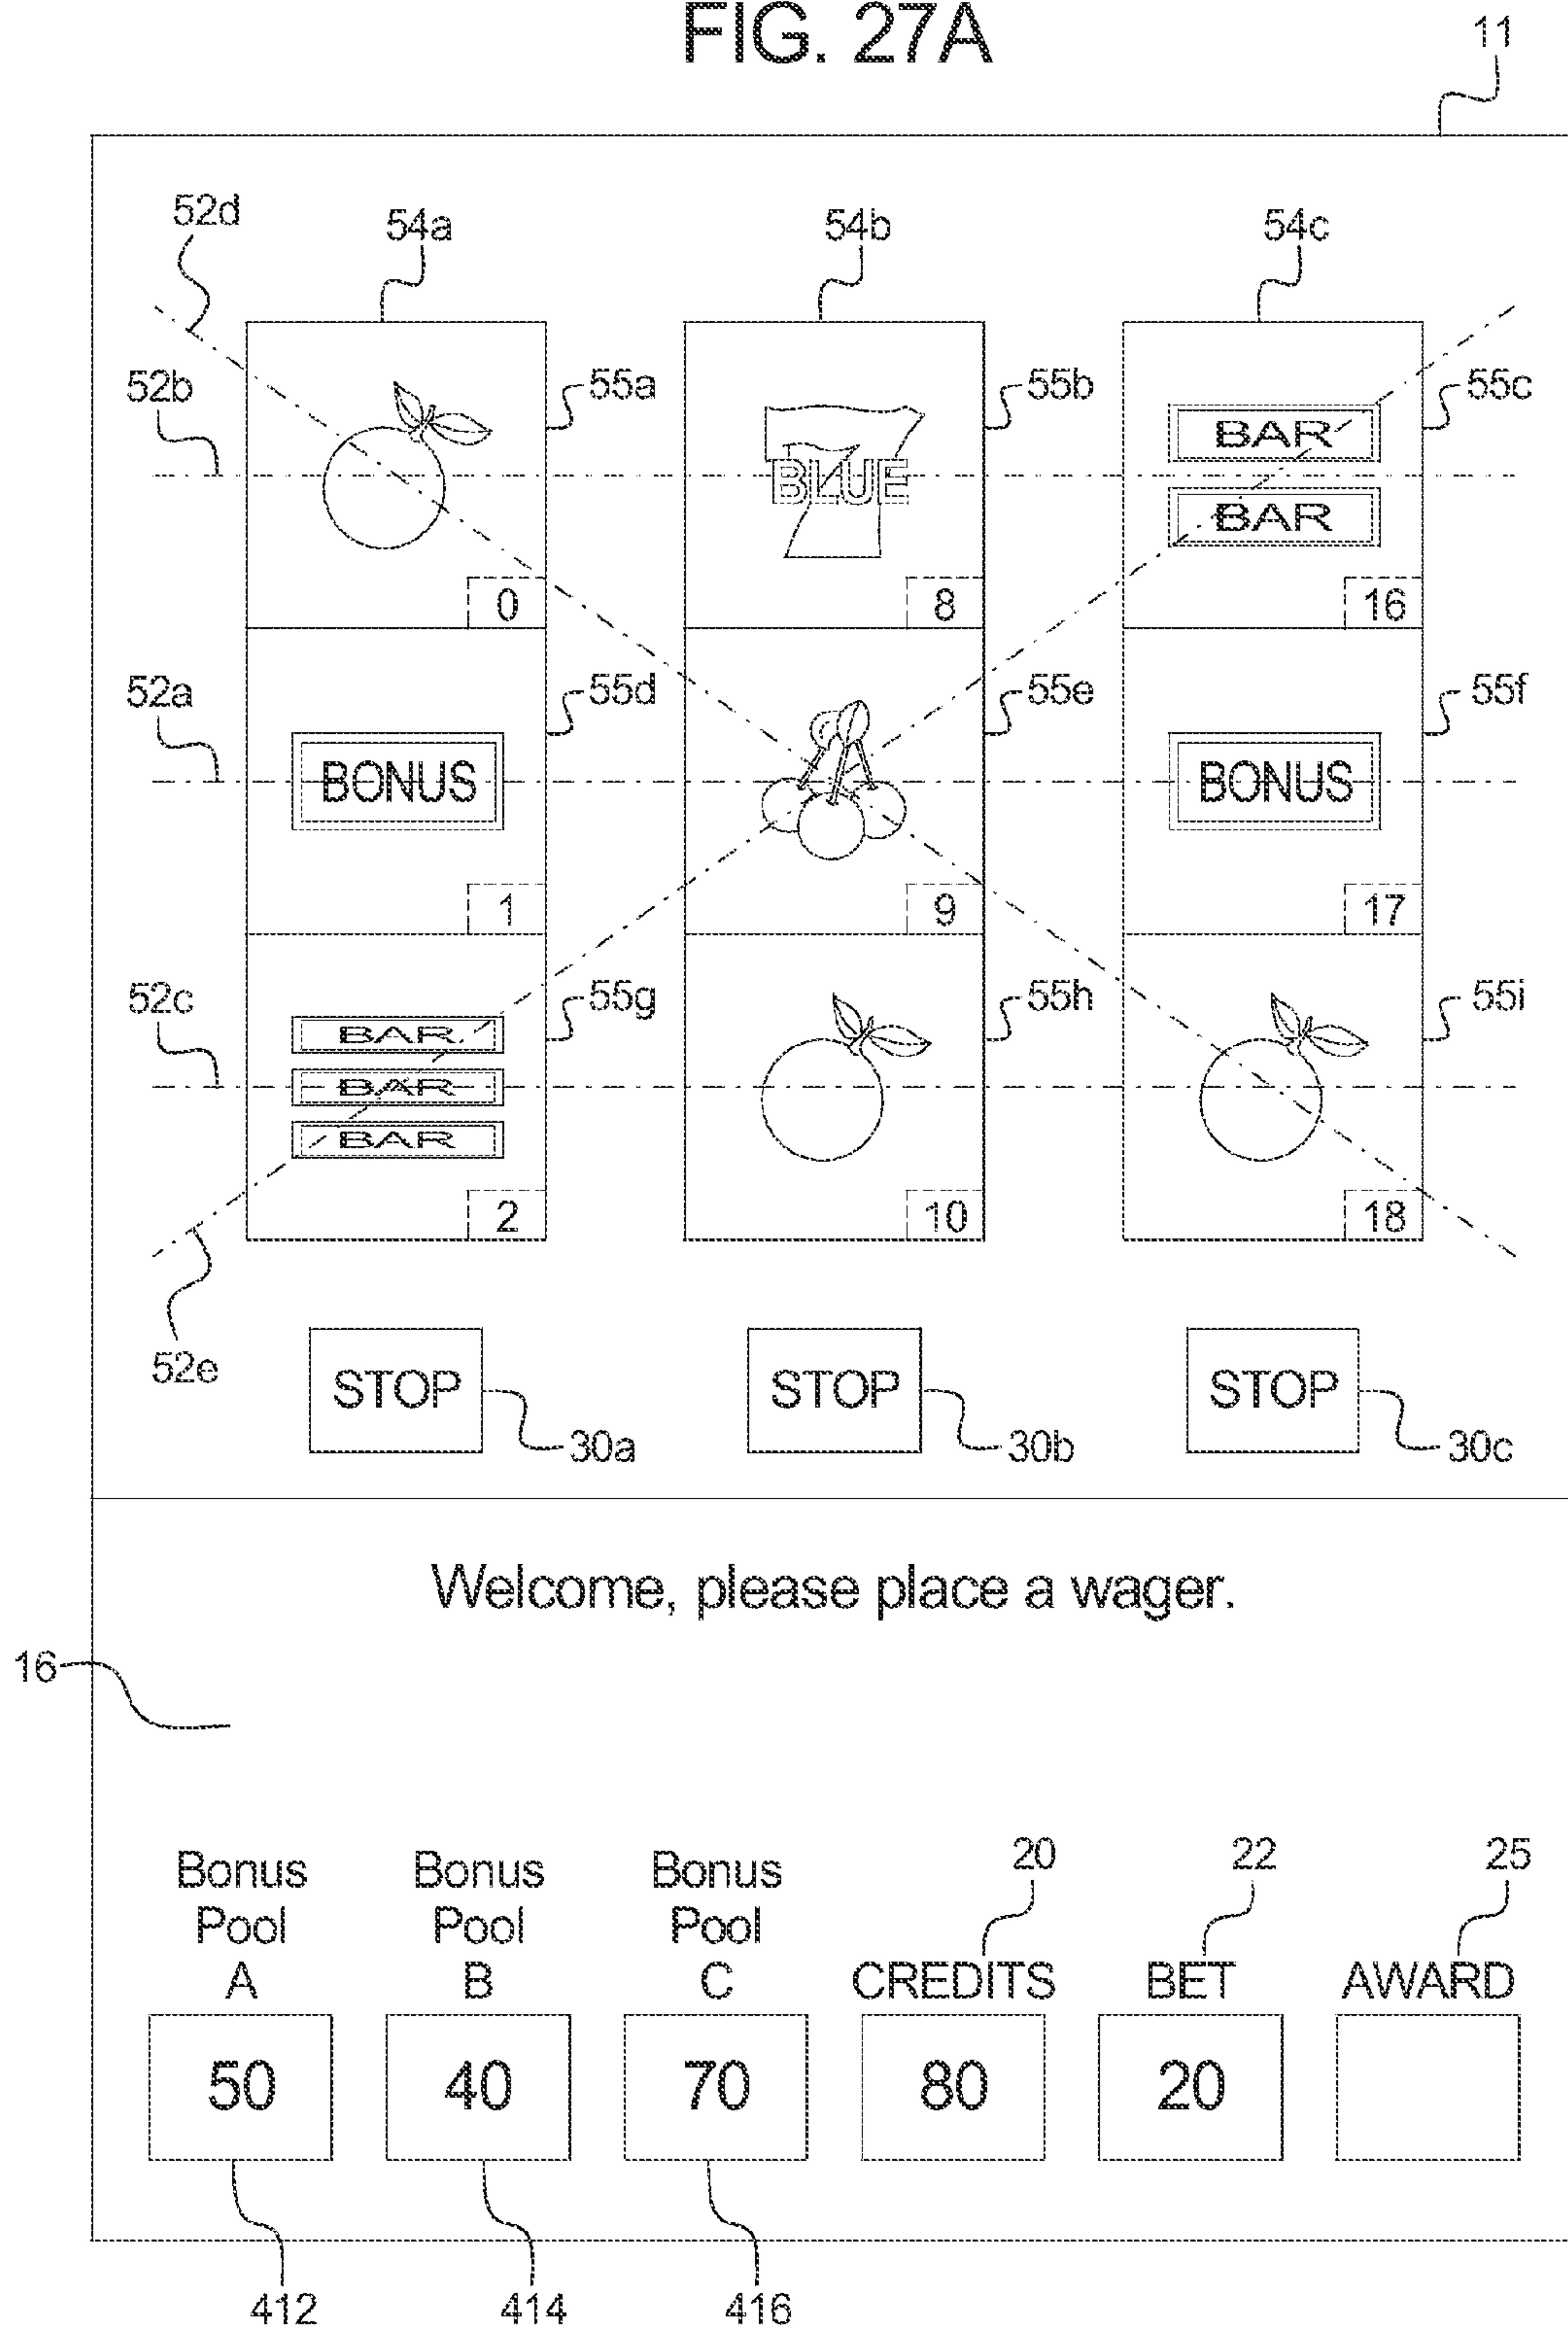 FIG. 27A
11
52d
54a
54b
54c
52b
55a
55b
55c
BLUE
BAR
BAR
0
8
16
52a
55d
55e
55f
BONUS
BONUS
1
9
17
52c
55g
55h
55i
BAR
BAR
BAR
2
10
18
52e
STOP
STOP
STOP
30a
30b
30c
Welcome, please place a wager.
16
Bonus Pool A
Bonus Pool B
Bonus Pool C
20
22
25
CREDITS
BET
AWARD
50
40
70
80
20
412
414
416